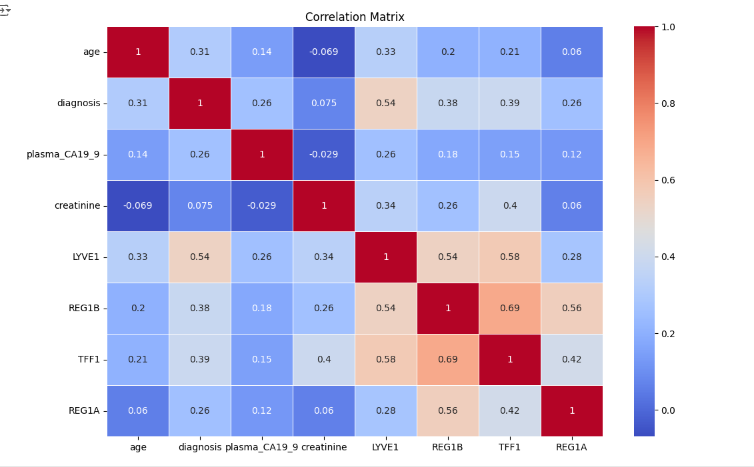 Correlation Matrix
age 1 0.31 0.14 -0.069 0.33 0.2 0.21 0.06
diagnosis 0.31 1 0.26 0.075 0.54 0.38 0.39 0.26
plasma_CA19_9 0.14 0.26 1 -0.029 0.26 0.18 0.15 0.12
creatinine -0.069 0.075 -0.029 1 0.34 0.26 0.4 0.06
LYVE1 0.33 0.54 0.26 0.34 1 0.54 0.58 0.28
REG1B 0.2 0.38 0.18 0.26 0.54 1 0.69 0.56
TFF1 0.21 0.39 0.15 0.4 0.58 0.69 1 0.42
REG1A 0.06 0.26 0.12 0.06 0.28 0.56 0.42 1
age diagnosis plasma_CA19_9 creatinine LYVE1 REG1B TFF1 REG1A
1.0
0.8
0.6
0.4
0.2
0.0